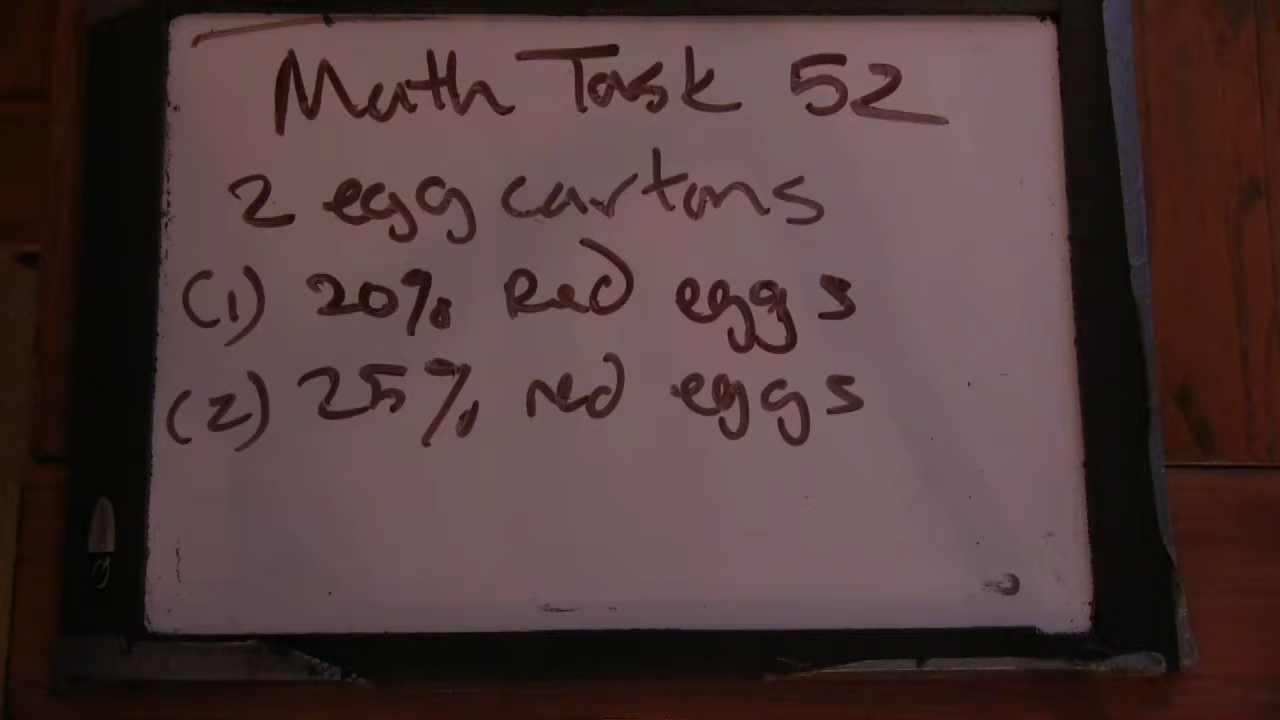 Math Task 52
2 egg cartons
(1) 20% Red eggs
(2) 25% red eggs